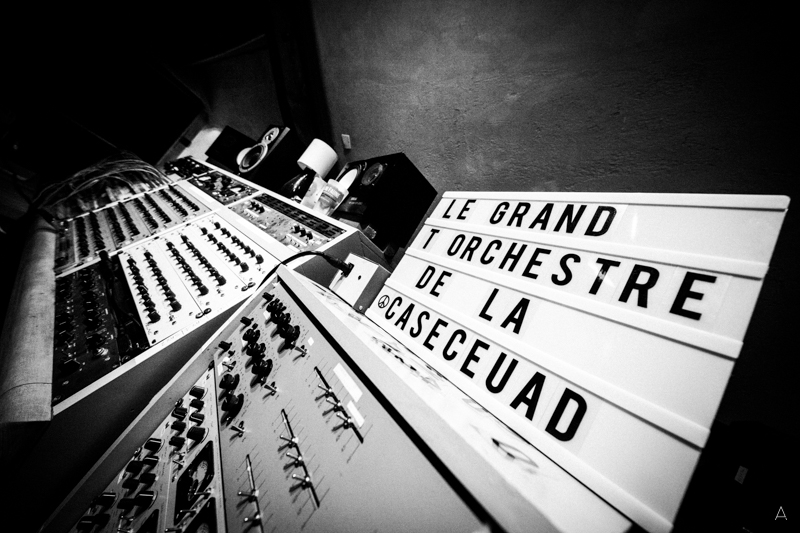 LE GRAND
T ORCHESTRE
DE LA
☮CASECEUAD
A